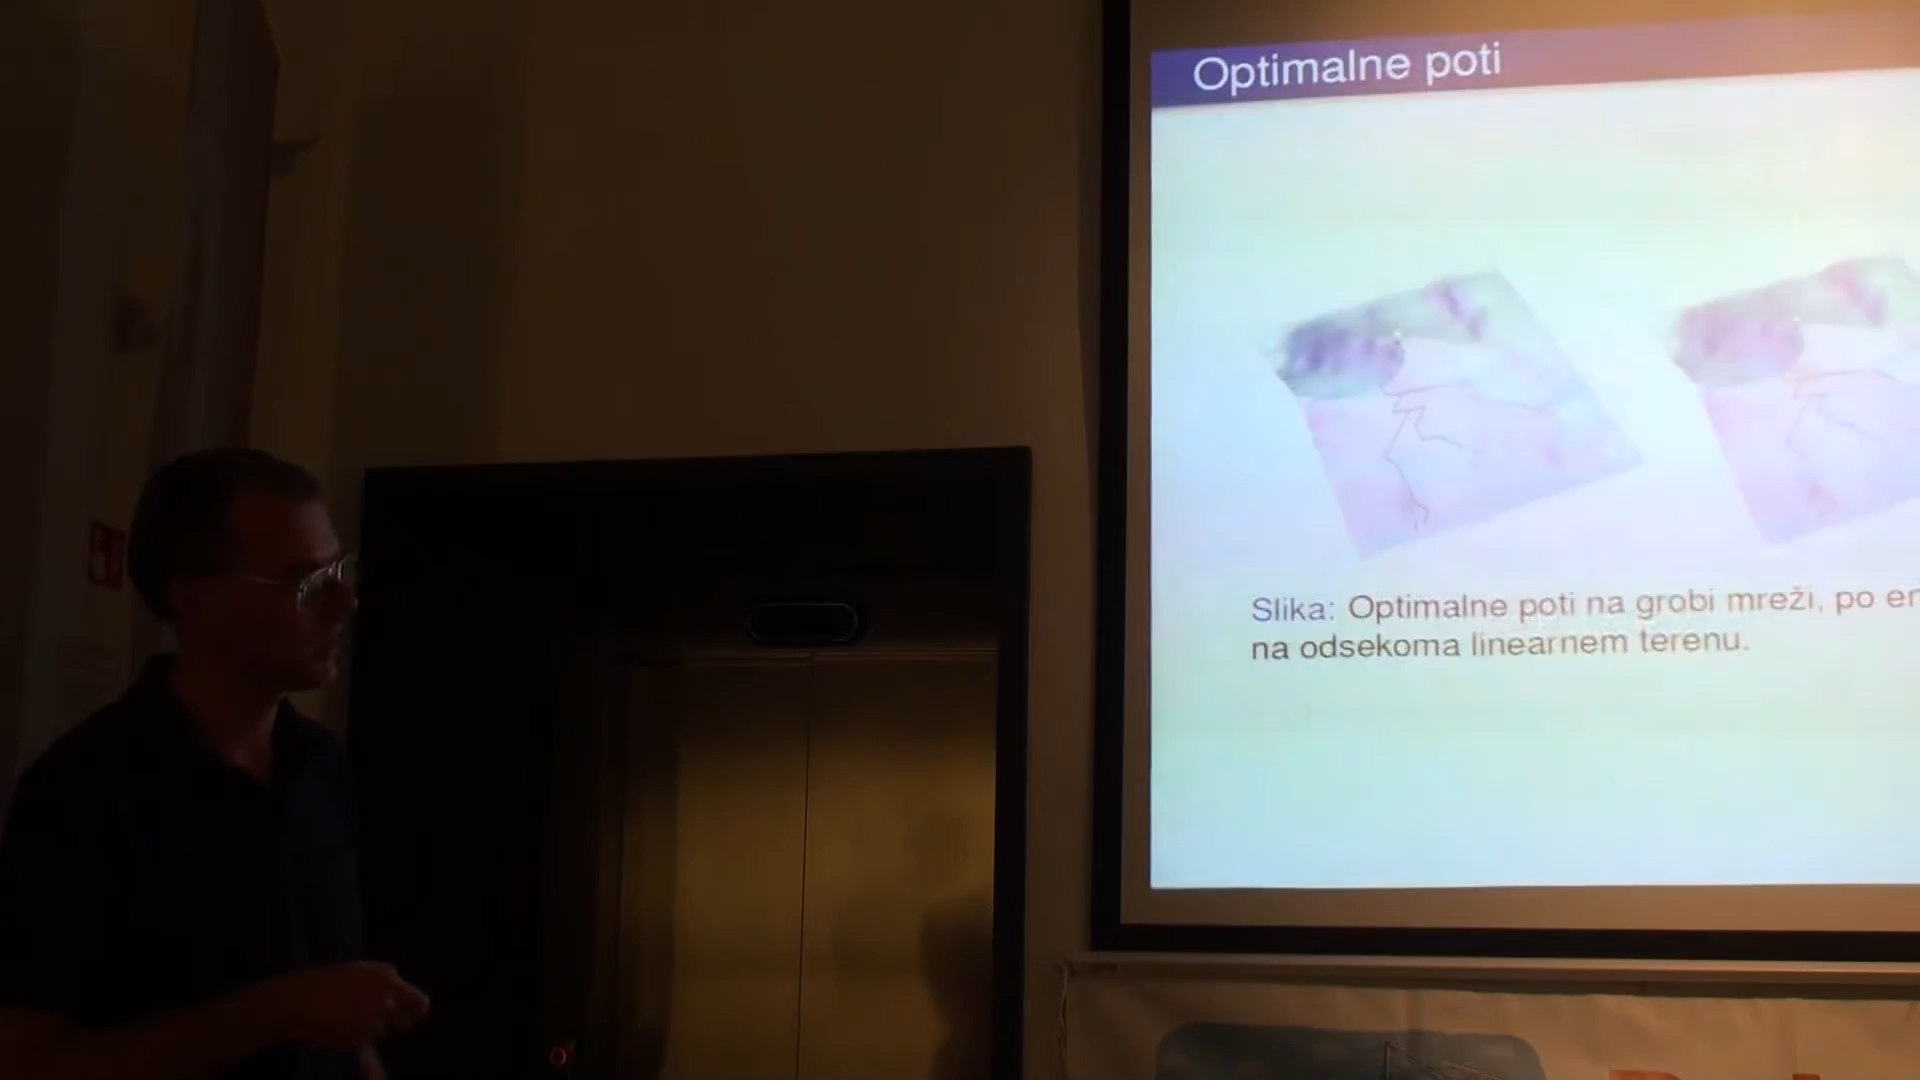 Optimalne poti
Slika: Optimalne poti na grobi mreži, po
na odsekoma linearnem terenu.